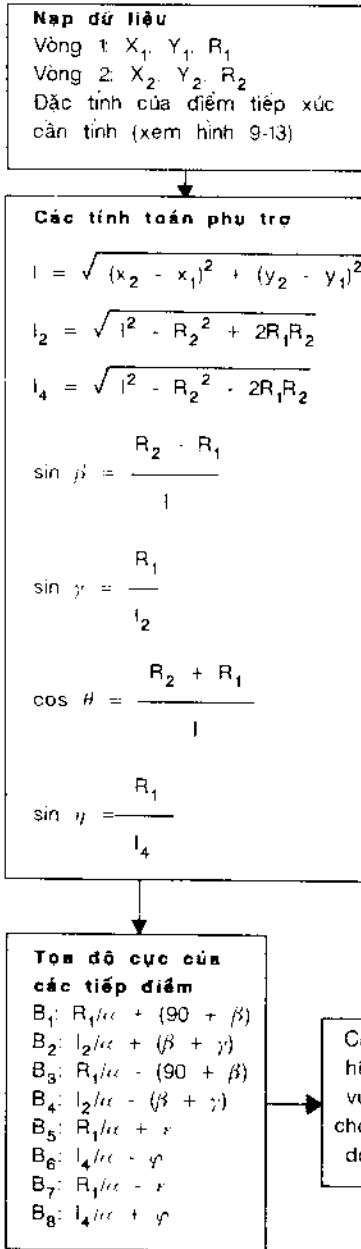 Nạp dữ liệu
Vòng 1: X₁. Y₁. R₁
Vòng 2: X₂. Y₂. R₂
Đặc tính của điểm tiếp xúc
cần tính (xem hình 9-13)
Các tính toán phụ trợ
l = √(x₂ - x₁)² + (y₂ - y₁)²
l₂ = √l² - R₂² + 2R₁R₂
l₄ = √l² - R₂² - 2R₁R₂
sin β = (R₂ - R₁) / l
sin γ = R₁ / l₂
cos θ = (R₂ + R₁) / l
sin η = R₁ / l₄
Tọa độ cực của
các tiếp điểm
B₁: R₁/α + (90 + β)
B₂: l₂/α + (β + γ)
B₃: R₁/α - (90 + β)
B₄: l₂/α - (β + γ)
B₅: R₁/α + ε
B₆: l₄/α - φ
B₇: R₁/α - ε
B₈: l₄/α + φ